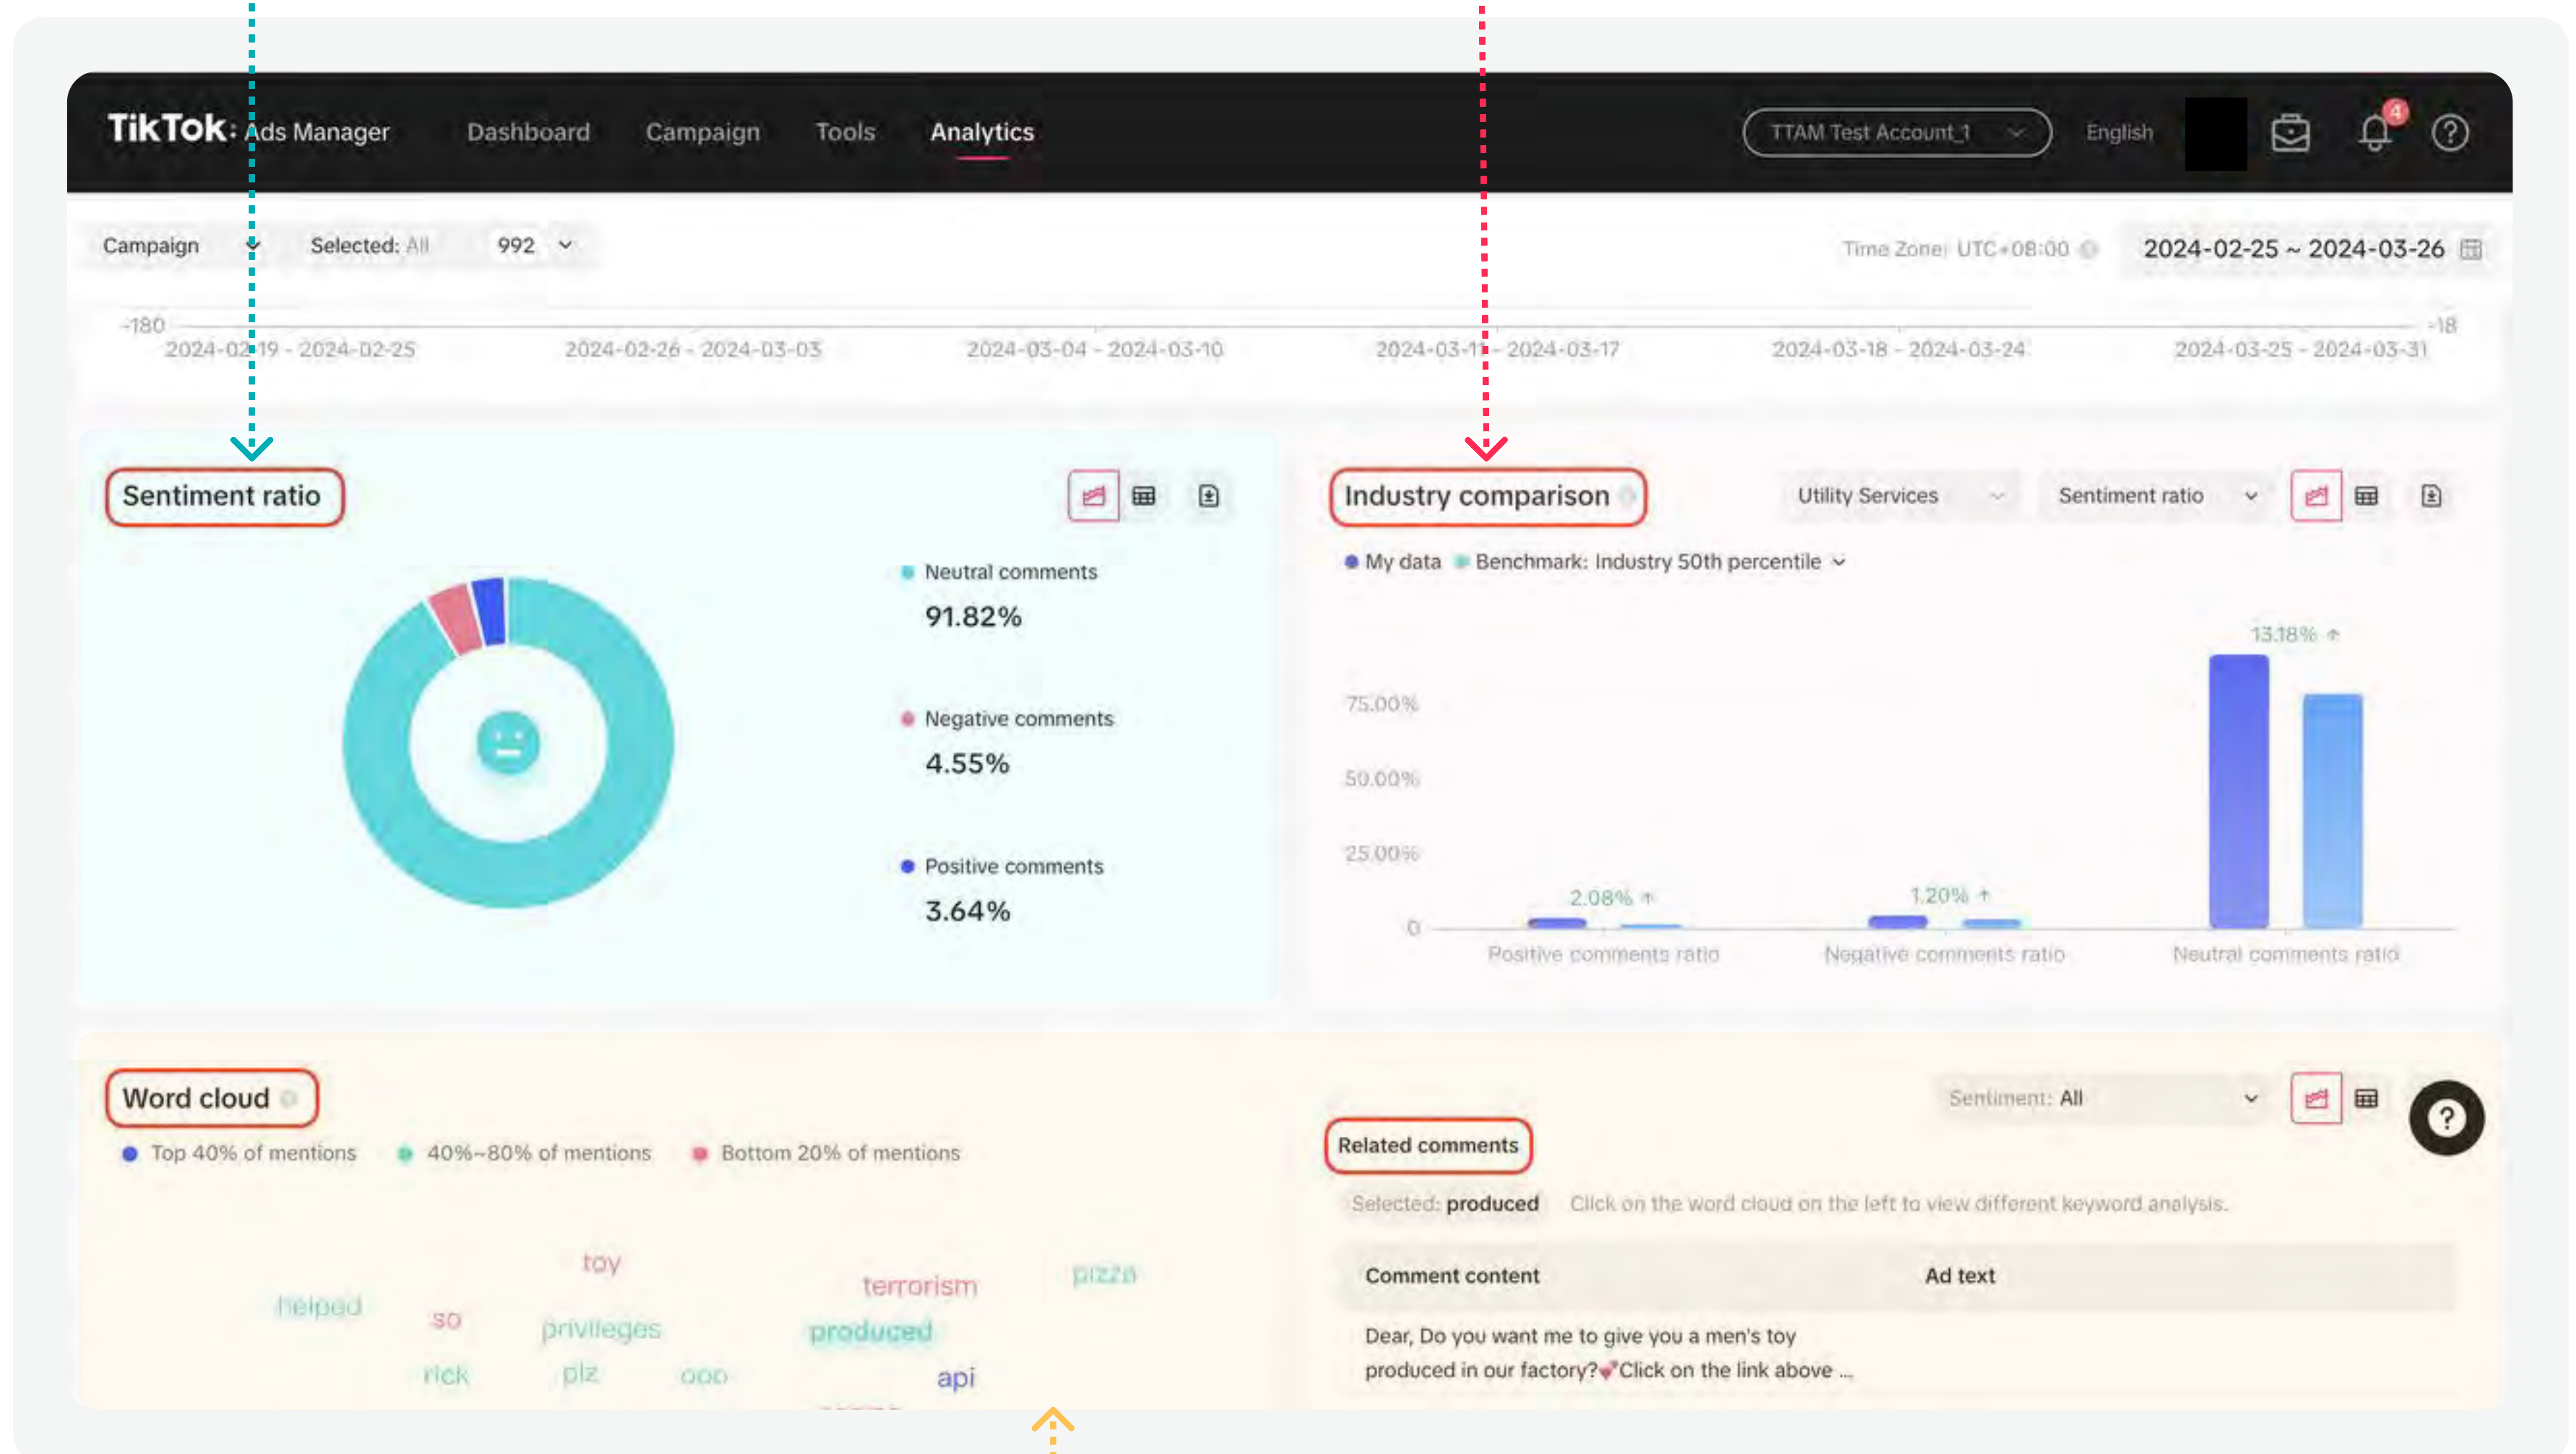 TikTok: Ads Manager
Dashboard
Campaign
Tools
Analytics
TTAM Test Account_1
English
4
Campaign
Selected: All
992
Time Zone: UTC+08:00
2024-02-25 ~ 2024-03-26
-180
-18
2024-02-19 - 2024-02-25
2024-02-26 - 2024-03-03
2024-03-04 - 2024-03-10
2024-03-11 - 2024-03-17
2024-03-18 - 2024-03-24
2024-03-25 - 2024-03-31
Sentiment ratio
Neutral comments
91.82%
Negative comments
4.55%
Positive comments
3.64%
Industry comparison
Utility Services
Sentiment ratio
My data
Benchmark: Industry 50th percentile
13.18% ↑
75.00%
50.00%
25.00%
2.08% ↑
1.20% ↑
0
Positive comments ratio
Negative comments ratio
Neutral comments ratio
Word cloud
Top 40% of mentions
40%~80% of mentions
Bottom 20% of mentions
toy
terrorism
pizza
helped
so
privileges
produced
rick
plz
ooo
api
Sentiment: All
?
Related comments
Selected: produced
Click on the word cloud on the left to view different keyword analysis.
Comment content
Ad text
Dear, Do you want me to give you a men's toy
produced in our factory?💕Click on the link above ...